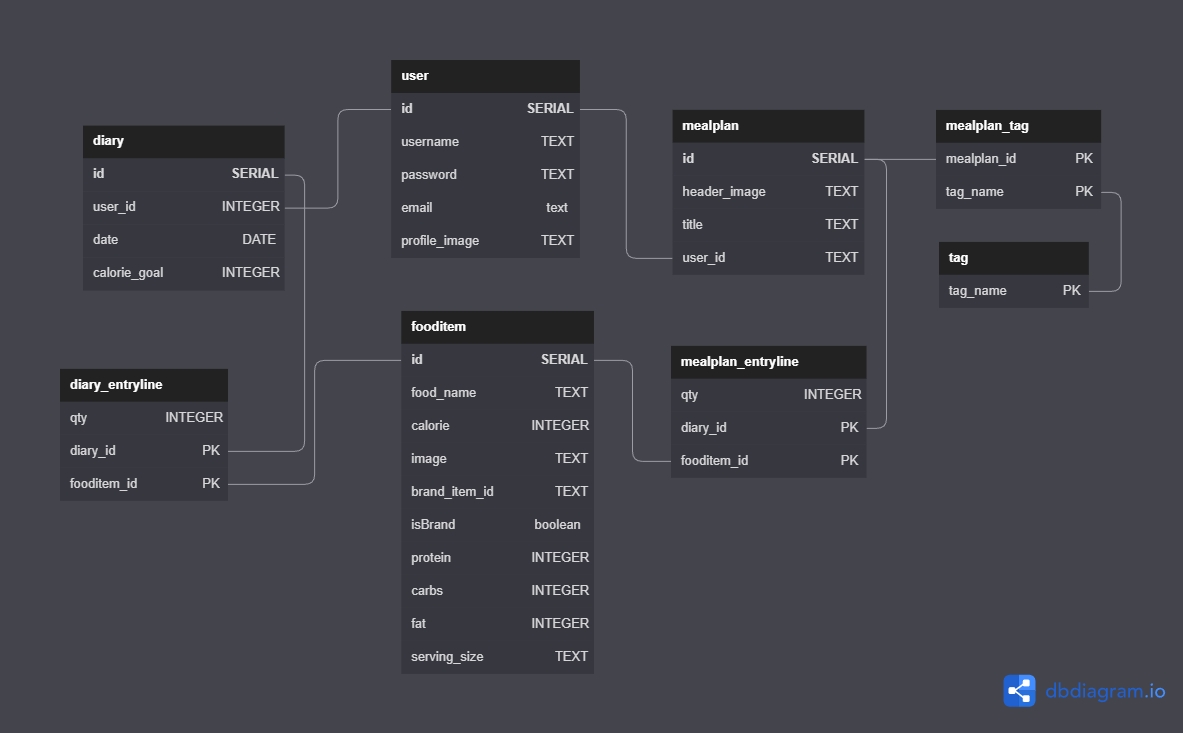 user
id SERIAL
username TEXT
password TEXT
email text
profile_image TEXT
diary
id SERIAL
user_id INTEGER
date DATE
calorie_goal INTEGER
mealplan
id SERIAL
header_image TEXT
title TEXT
user_id TEXT
mealplan_tag
mealplan_id PK
tag_name PK
tag
tag_name PK
fooditem
id SERIAL
food_name TEXT
calorie INTEGER
image TEXT
brand_item_id TEXT
isBrand boolean
protein INTEGER
carbs INTEGER
fat INTEGER
serving_size TEXT
diary_entryline
qty INTEGER
diary_id PK
fooditem_id PK
mealplan_entryline
qty INTEGER
diary_id PK
fooditem_id PK
dbdiagram.io